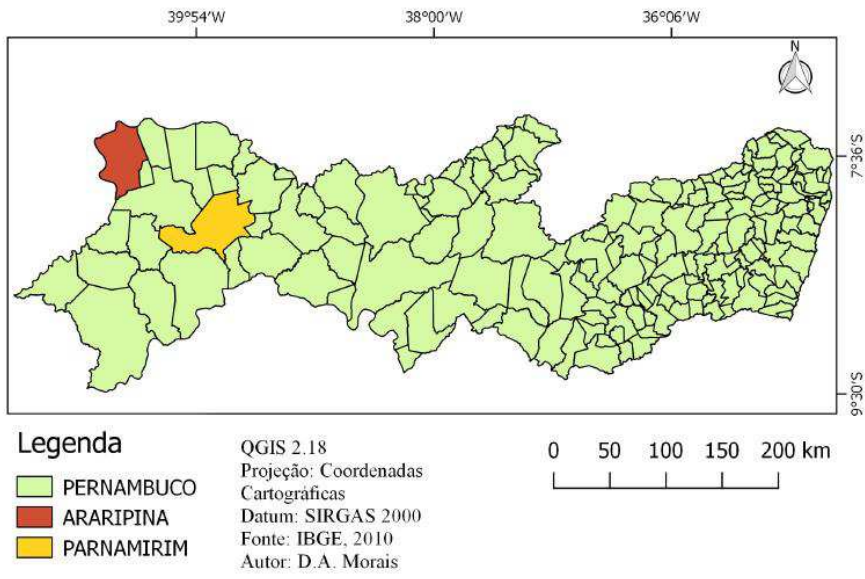 39°54'W 38°00'W 36°06'W
N
7°36'S
9°30'S
Legenda
PERNAMBUCO
ARARIPINA
PARNAMIRIM
QGIS 2.18
Projeção: Coordenadas
Cartográficas
Datum: SIRGAS 2000
Fonte: IBGE, 2010
Autor: D.A. Morais
0 50 100 150 200 km